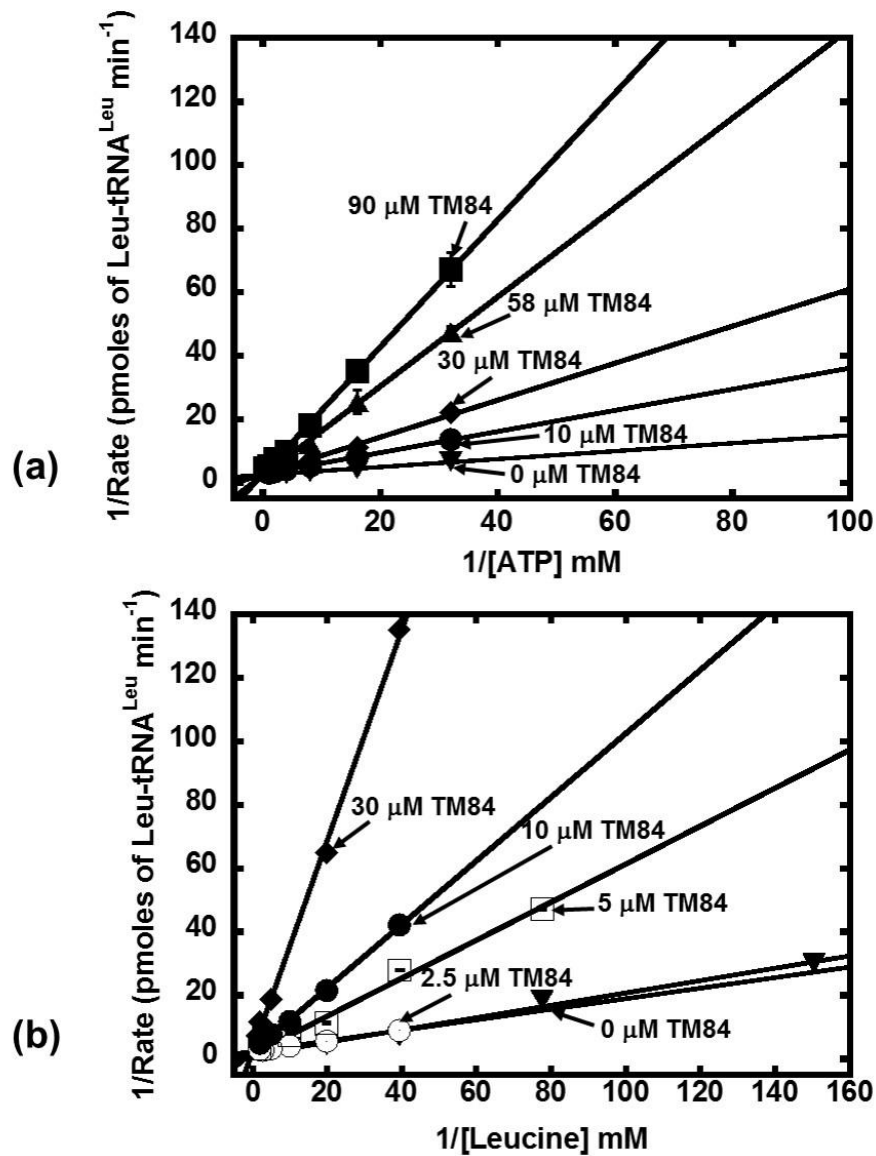 (a)
1/Rate (pmoles of Leu-tRNA^Leu min^-1)
140
120
100
80
60
40
20
0
90 μM TM84
58 μM TM84
30 μM TM84
10 μM TM84
0 μM TM84
0 20 40 60 80 100
1/[ATP] mM
(b)
1/Rate (pmoles of Leu-tRNA^Leu min^-1)
140
120
100
80
60
40
20
0
30 μM TM84
10 μM TM84
5 μM TM84
2.5 μM TM84
0 μM TM84
0 20 40 60 80 100 120 140 160
1/[Leucine] mM